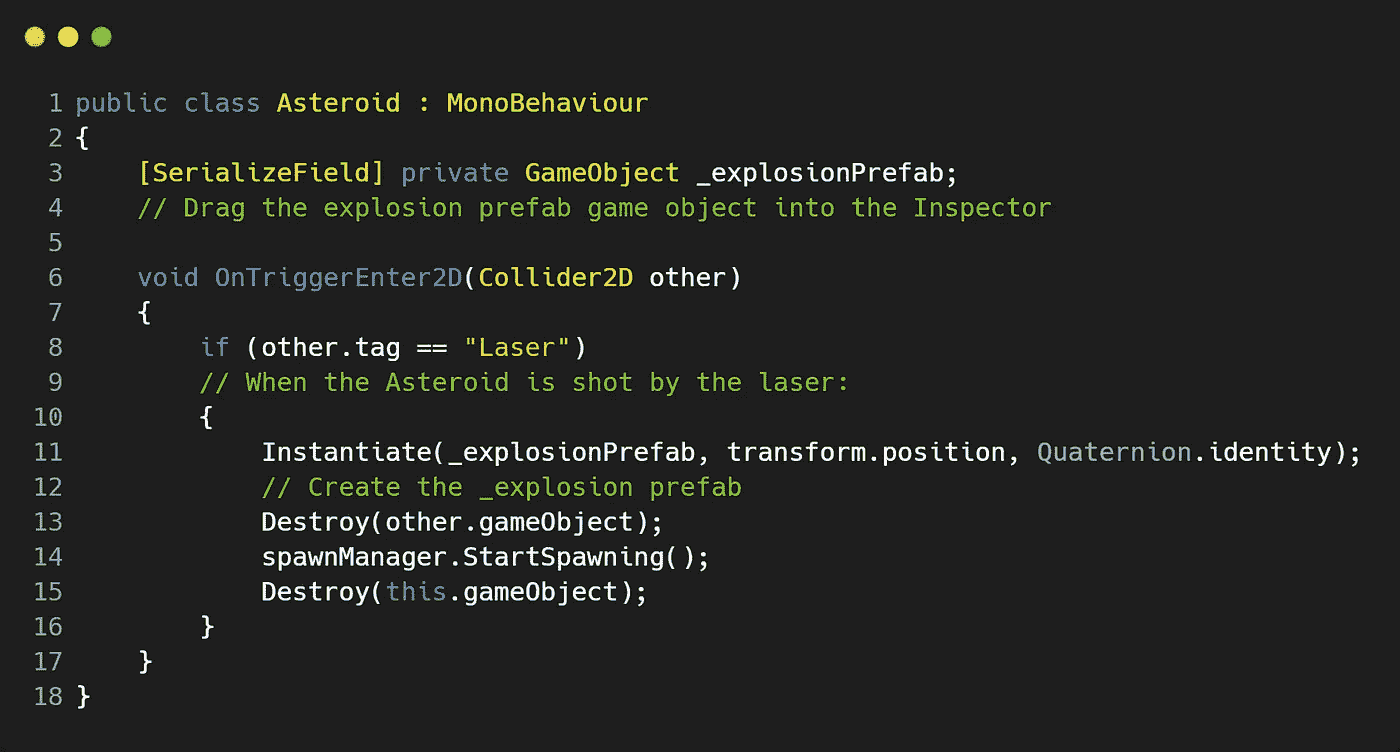 1 public class Asteroid : MonoBehaviour
2 {
3     [SerializeField] private GameObject _explosionPrefab;
4     // Drag the explosion prefab game object into the Inspector
5
6     void OnTriggerEnter2D(Collider2D other)
7     {
8         if (other.tag == "Laser")
9         // When the Asteroid is shot by the laser:
10         {
11             Instantiate(_explosionPrefab, transform.position, Quaternion.identity);
12             // Create the _explosion prefab
13             Destroy(other.gameObject);
14             spawnManager.StartSpawning();
15             Destroy(this.gameObject);
16         }
17     }
18 }